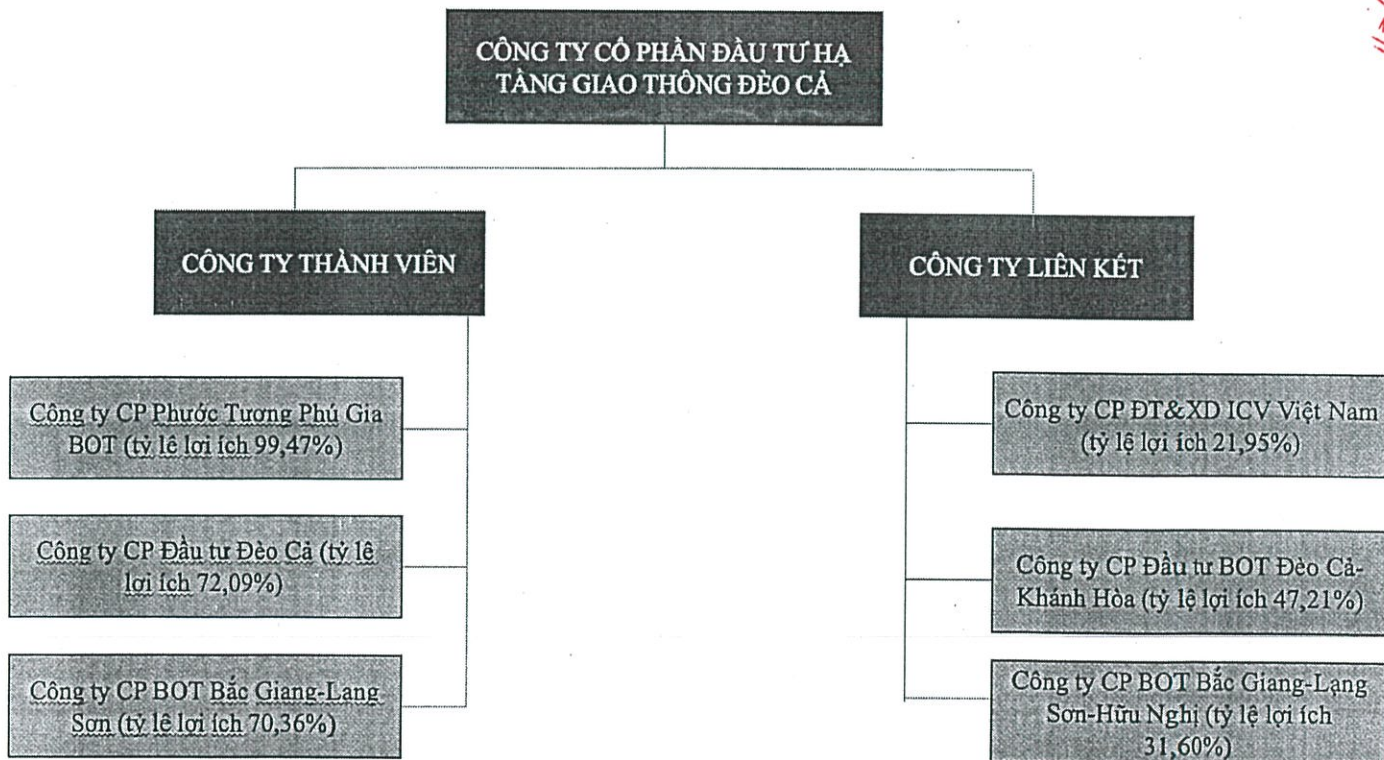 CÔNG TY CỔ PHẦN ĐẦU TƯ HẠ
TẦNG GIAO THÔNG ĐÈO CẢ
CÔNG TY THÀNH VIÊN
CÔNG TY LIÊN KẾT
Công ty CP Phước Tương Phú Gia
BOT (tỷ lệ lợi ích 99,47%)
Công ty CP Đầu tư Đèo Cả (tỷ lệ
lợi ích 72,09%)
Công ty CP BOT Bắc Giang-Lạng
Sơn (tỷ lệ lợi ích 70,36%)
Công ty CP ĐT&XD ICV Việt Nam
(tỷ lệ lợi ích 21,95%)
Công ty CP Đầu tư BOT Đèo Cả-
Khánh Hòa (tỷ lệ lợi ích 47,21%)
Công ty CP BOT Bắc Giang-Lạng
Sơn-Hữu Nghị (tỷ lệ lợi ích
31,60%)